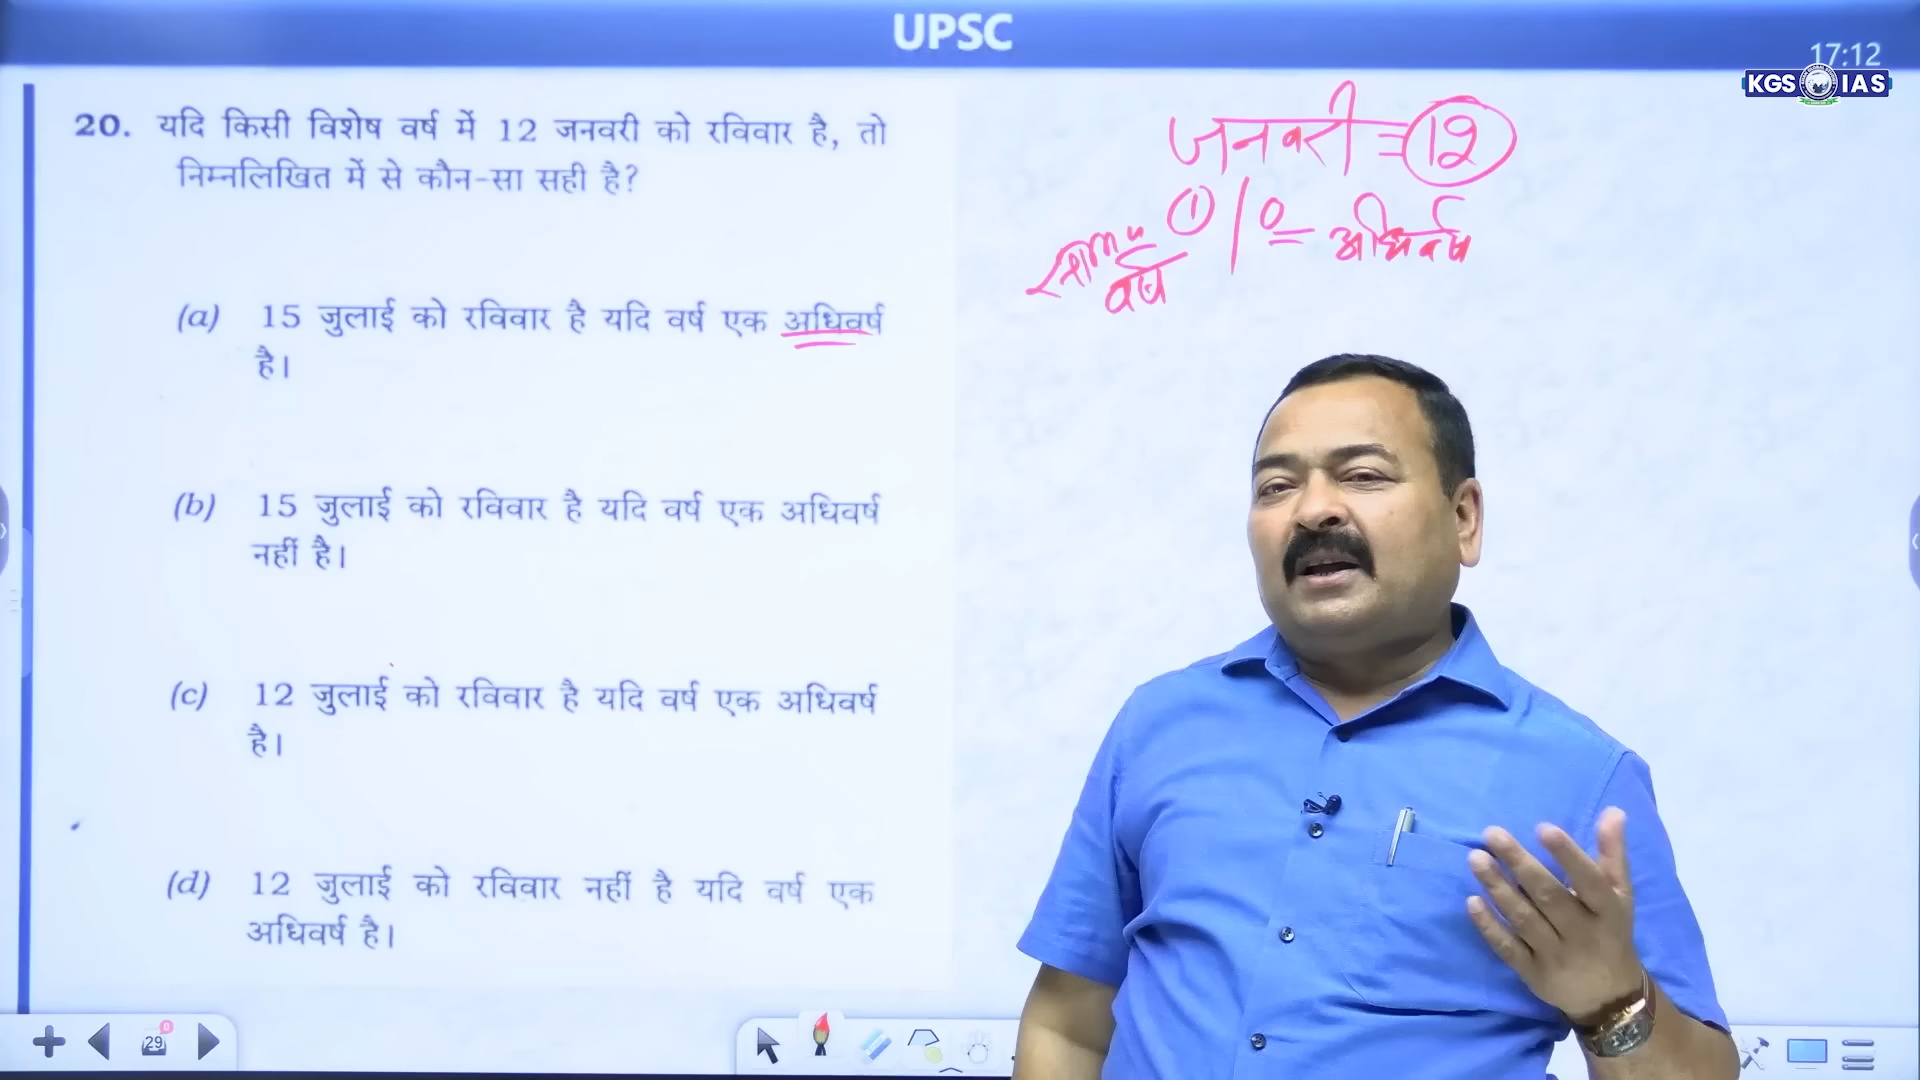 UPSC
17:12
KGS IAS
20. यदि किसी विशेष वर्ष में 12 जनवरी को रविवार है, तो
निम्नलिखित में से कौन-सा सही है?
(a) 15 जुलाई को रविवार है यदि वर्ष एक अधिवर्ष
है।
(b) 15 जुलाई को रविवार है यदि वर्ष एक अधिवर्ष
नहीं है।
(c) 12 जुलाई को रविवार है यदि वर्ष एक अधिवर्ष
है।
(d) 12 जुलाई को रविवार नहीं है यदि वर्ष एक
अधिवर्ष है।
जनवरी = 12
1 / 0 = अधिवर्ष
वर्ष
29
0